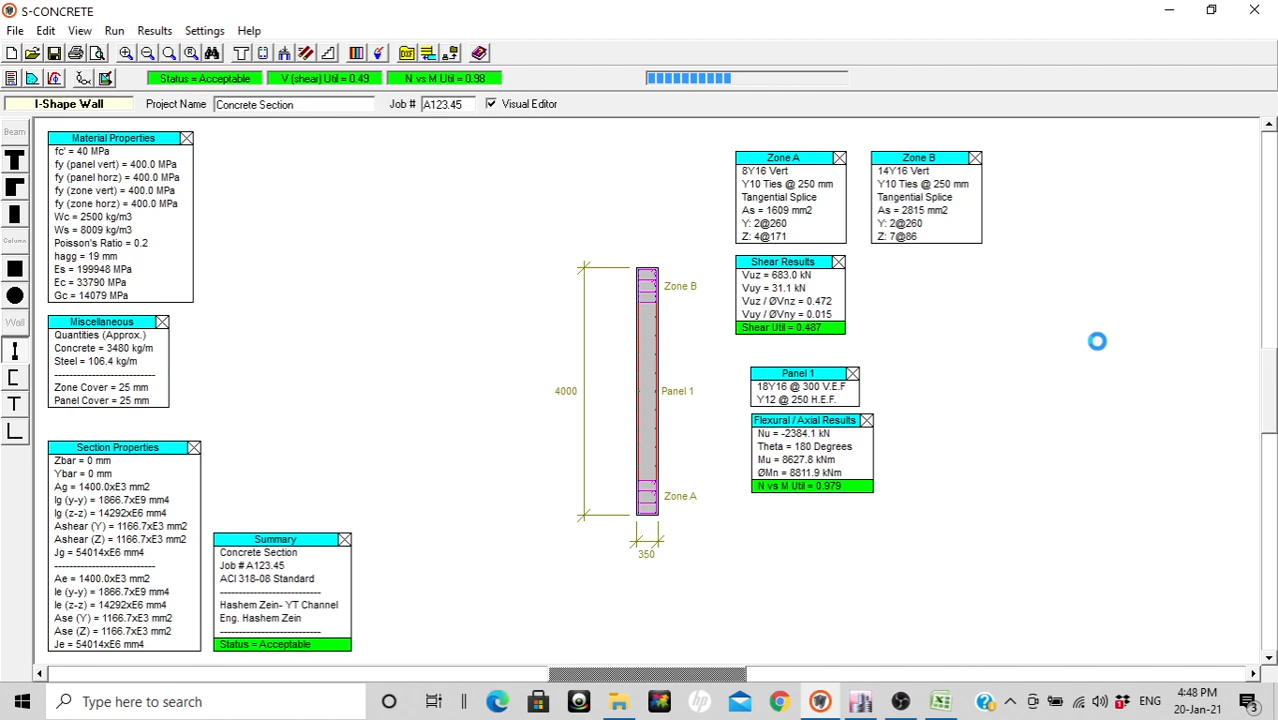 S-CONCRETE
File Edit View Run Results Settings Help
Status = Acceptable V (shear) Util = 0.49 N vs M Util = 0.98
I-Shape Wall Project Name Concrete Section Job # A123.45 Visual Editor
Beam
Column
Wall
Material Properties
fc' = 40 MPa
fy (panel vert) = 400.0 MPa
fy (panel horz) = 400.0 MPa
fy (zone vert) = 400.0 MPa
fy (zone horz) = 400.0 MPa
Wc = 2500 kg/m3
Ws = 8009 kg/m3
Poisson's Ratio = 0.2
hagg = 19 mm
Es = 199948 MPa
Ec = 33790 MPa
Gc = 14079 MPa
Miscellaneous
Quantities (Approx.)
Concrete = 3480 kg/m
Steel = 106.4 kg/m
------------------------
Zone Cover = 25 mm
Panel Cover = 25 mm
Section Properties
Zbar = 0 mm
Ybar = 0 mm
Ag = 1400.0xE3 mm2
Ig (y-y) = 1866.7xE9 mm4
Ig (z-z) = 14292xE6 mm4
Ashear (Y) = 1166.7xE3 mm2
Ashear (Z) = 1166.7xE3 mm2
Jg = 54014xE6 mm4
------------------------
Ae = 1400.0xE3 mm2
Ie (y-y) = 1866.7xE9 mm4
Ie (z-z) = 14292xE6 mm4
Ase (Y) = 1166.7xE3 mm2
Ase (Z) = 1166.7xE3 mm2
Je = 54014xE6 mm4
Summary
Concrete Section
Job # A123.45
ACI 318-08 Standard
------------------------
Hashem Zein- YT Channel
Eng. Hashem Zein
------------------------
Status = Acceptable
4000
350
Zone B
Panel 1
Zone A
Zone A
8Y16 Vert
Y10 Ties @ 250 mm
Tangential Splice
As = 1609 mm2
Y: 2@260
Z: 4@171
Zone B
14Y16 Vert
Y10 Ties @ 250 mm
Tangential Splice
As = 2815 mm2
Y: 2@260
Z: 7@86
Shear Results
Vuz = 683.0 kN
Vuy = 31.1 kN
Vuz / ØVnz = 0.472
Vuy / ØVny = 0.015
Shear Util = 0.487
Panel 1
18Y16 @ 300 V.E.F
Y12 @ 250 H.E.F.
Flexural / Axial Results
Nu = -2384.1 kN
Theta = 180 Degrees
Mu = 8627.8 kNm
ØMn = 8811.9 kNm
N vs M Util = 0.979
Type here to search
ENG
4:48 PM
20-Jan-21
3